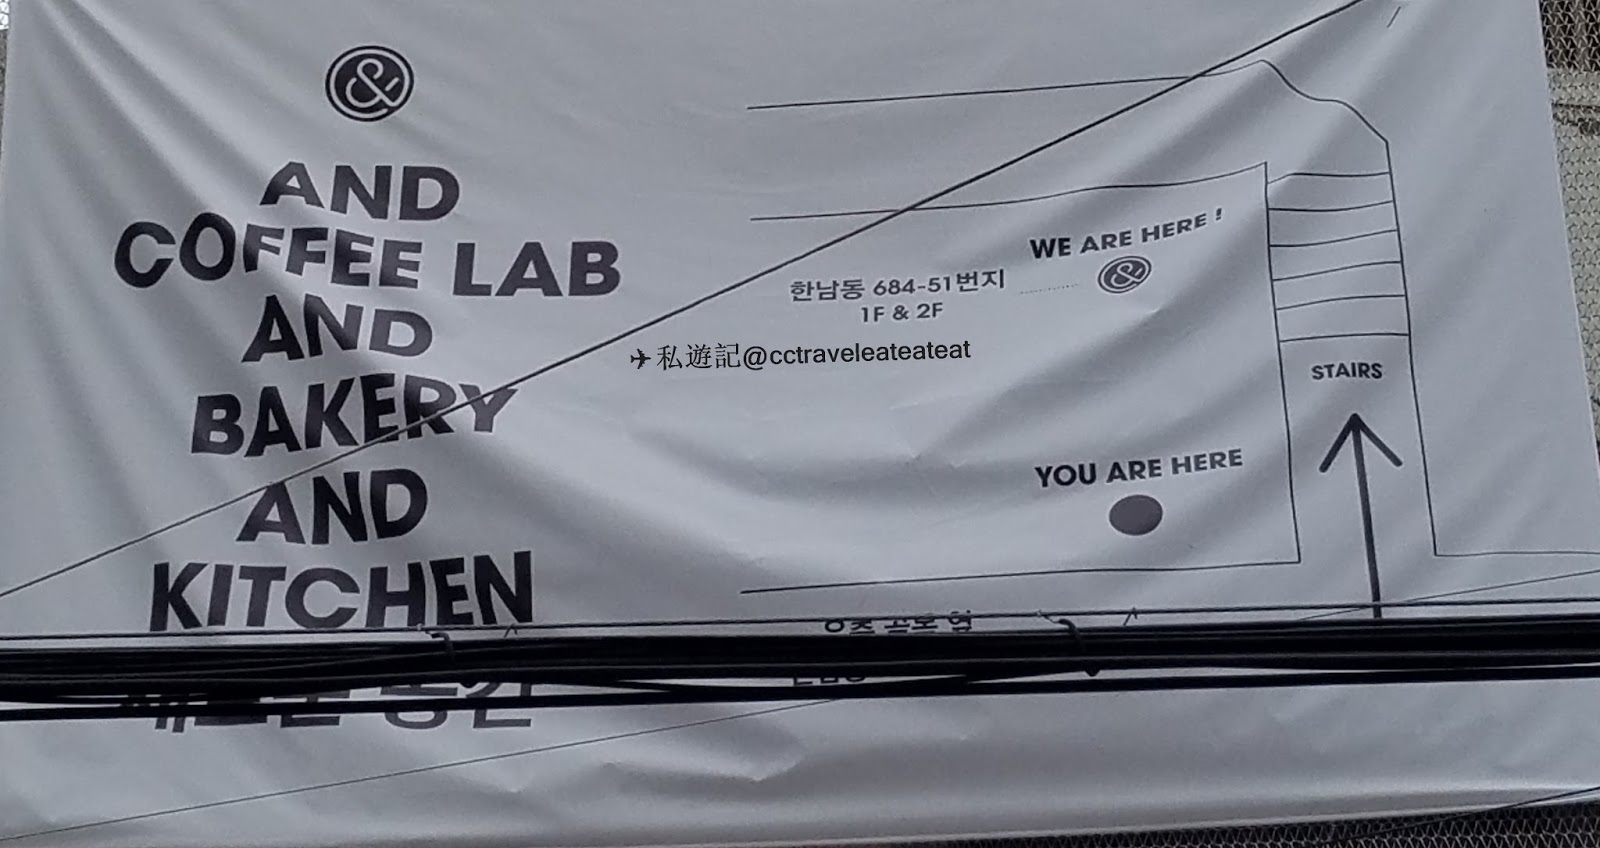 &
AND
COFFEE LAB
AND
BAKERY
AND
KITCHEN
WE ARE HERE !
&
한남동 684-51번지
1F & 2F
✈私遊記@cctraveleateateat
STAIRS
YOU ARE HERE